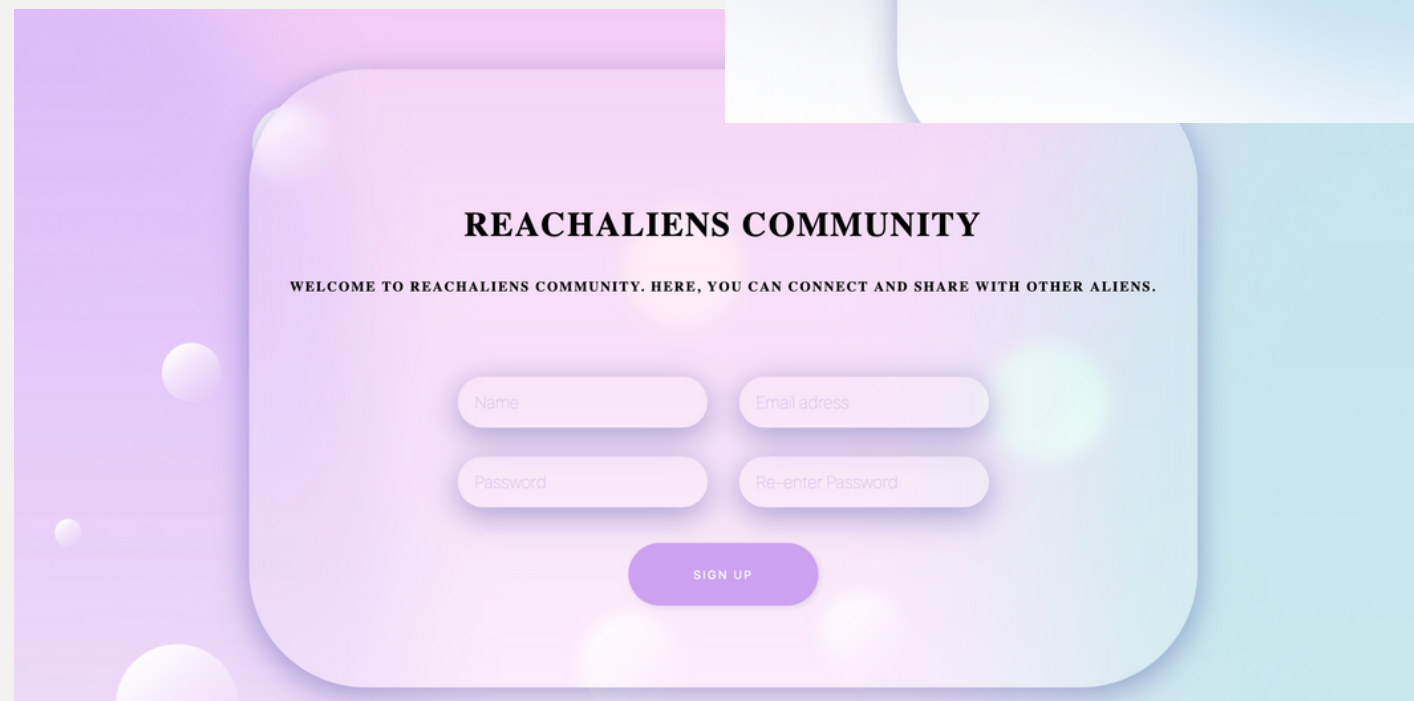 REACHALIENS COMMUNITY
WELCOME TO REACHALIENS COMMUNITY. HERE, YOU CAN CONNECT AND SHARE WITH OTHER ALIENS.
Name
Email adress
Password
Re-enter Password
SIGN UP